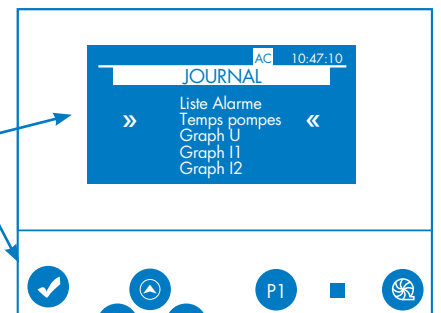 AC 10:47:10
JOURNAL
Liste Alarme
» Temps pompes «
Graph U
Graph I1
Graph I2
P1